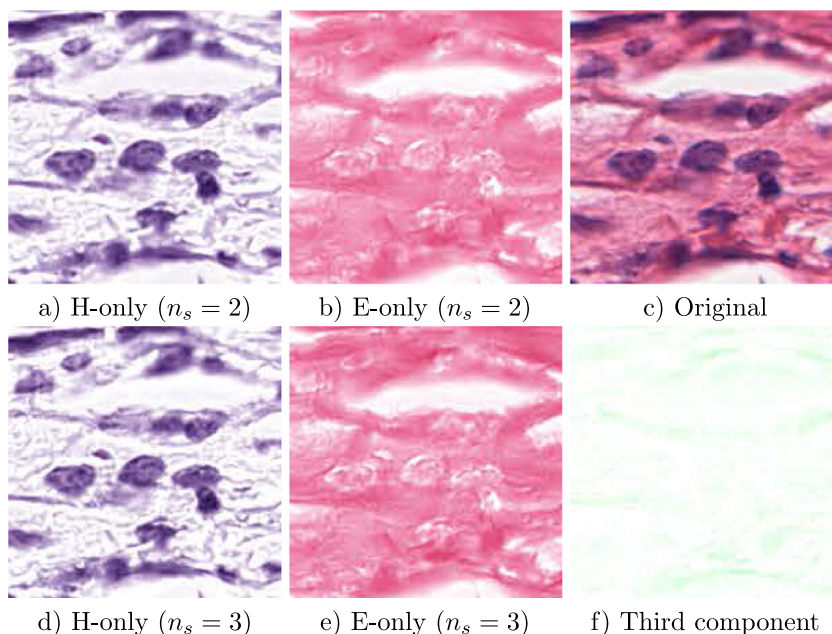 a) H-only (n_s = 2) b) E-only (n_s = 2) c) Original
d) H-only (n_s = 3) e) E-only (n_s = 3) f) Third component